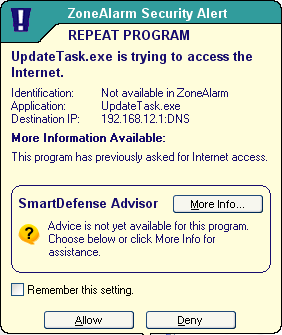 ZoneAlarm Security Alert
REPEAT PROGRAM
UpdateTask.exe is trying to access the
Internet.
Identification: Not available in ZoneAlarm
Application: UpdateTask.exe
Destination IP: 192.168.12.1:DNS
More Information Available:
This program has previously asked for Internet access.
SmartDefense Advisor More Info...
Advice is not yet available for this program.
Choose below or click More Info for
assistance.
Remember this setting.
Allow Deny